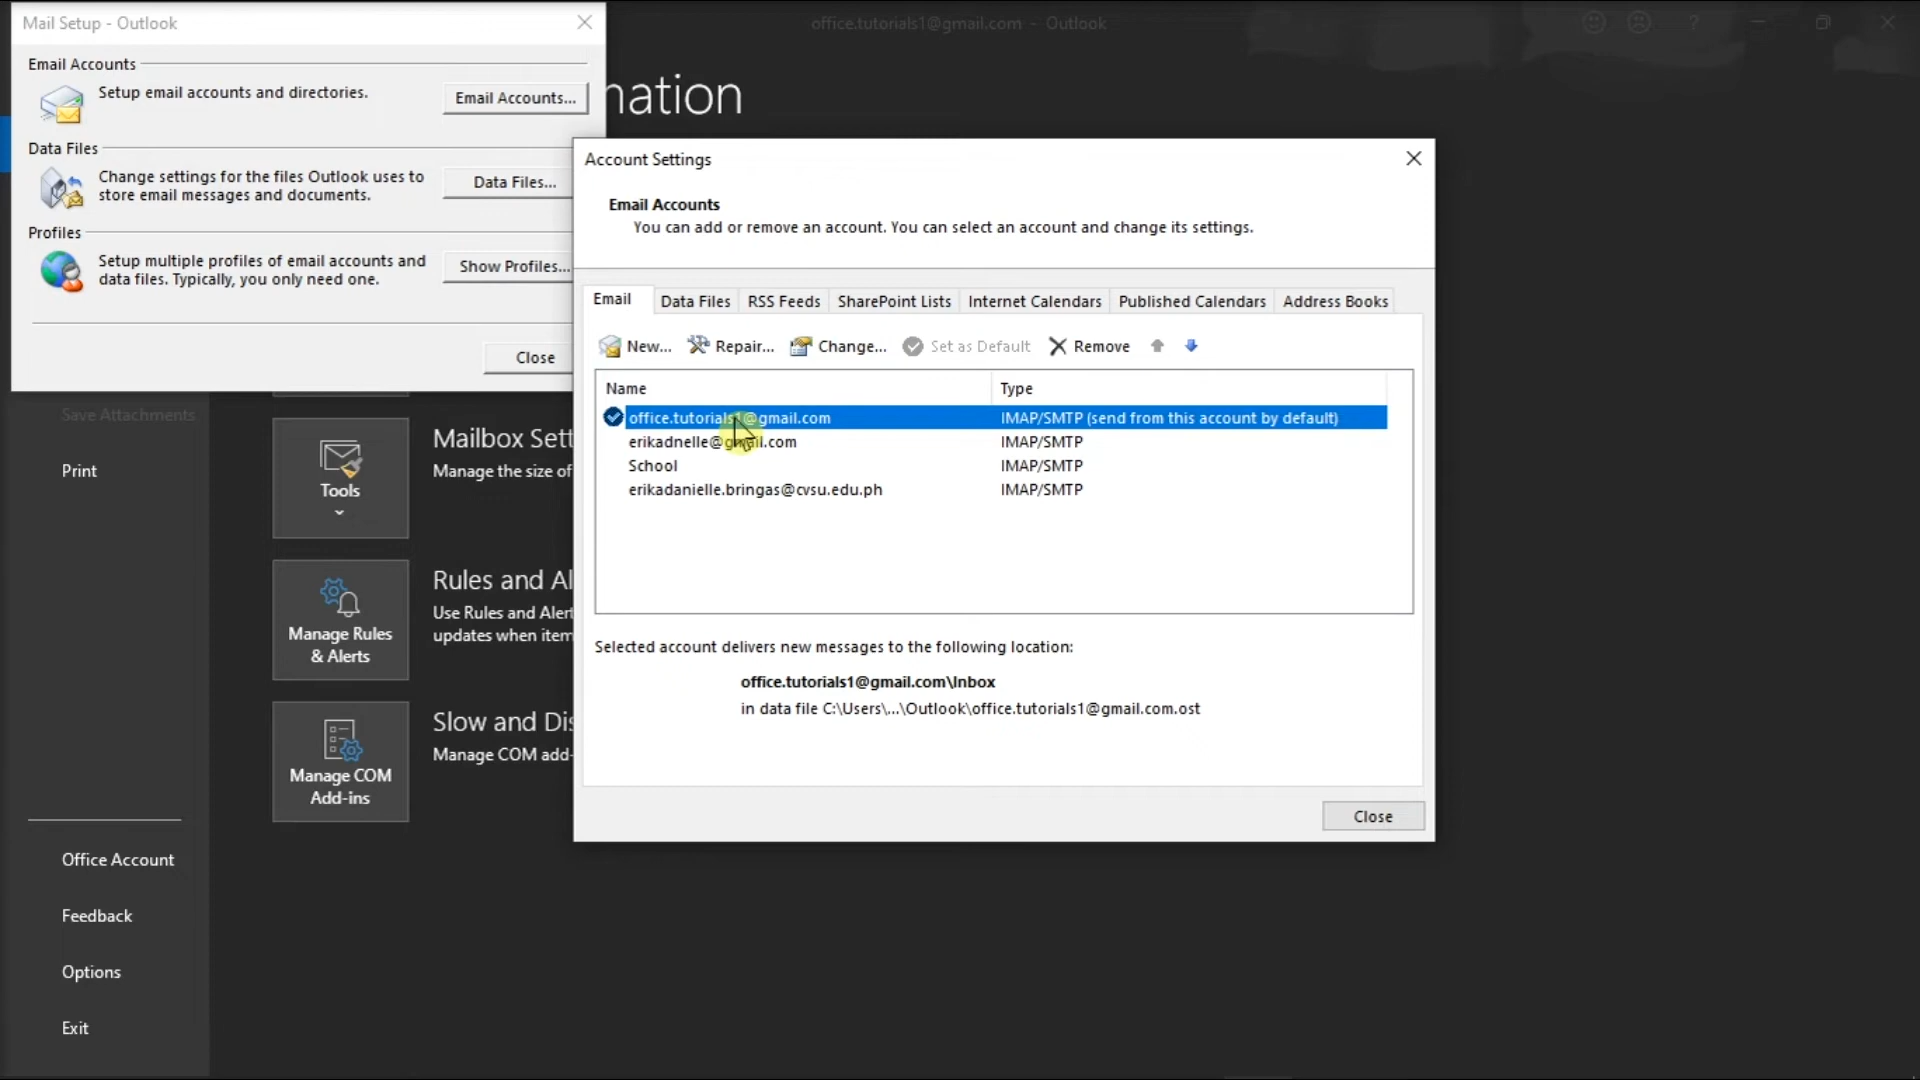 Mail Setup - Outlook
office.tutorials1@gmail.com - Outlook
?
Email Accounts
Setup email accounts and directories.
Email Accounts...
nation
Data Files
Change settings for the files Outlook uses to
store email messages and documents.
Data Files...
Profiles
Setup multiple profiles of email accounts and
data files. Typically, you only need one.
Show Profiles...
Close
Account Settings
Email Accounts
You can add or remove an account. You can select an account and change its settings.
Email Data Files RSS Feeds SharePoint Lists Internet Calendars Published Calendars Address Books
New... Repair... Change... Set as Default Remove
Name Type
office.tutorials1@gmail.com IMAP/SMTP (send from this account by default)
erikadnelle@gmail.com IMAP/SMTP
School IMAP/SMTP
erikadanielle.bringas@cvsu.edu.ph IMAP/SMTP
Selected account delivers new messages to the following location:
office.tutorials1@gmail.com\Inbox
in data file C:\Users\...\Outlook\office.tutorials1@gmail.com.ost
Close
Save Attachments
Print
Office Account
Feedback
Options
Exit
Tools
Mailbox Sett
Manage the size of
Manage Rules
& Alerts
Rules and Al
Use Rules and Alert
updates when item
Manage COM
Add-ins
Slow and Dis
Manage COM add-